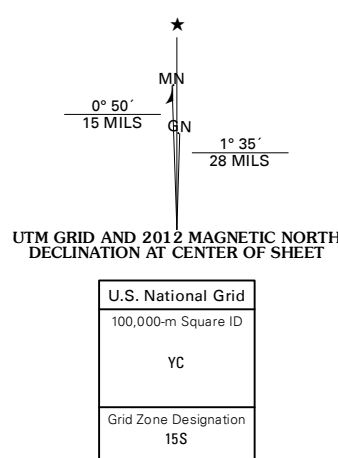 ★
MN
0° 50´
15 MILS
GN
1° 35´
28 MILS
UTM GRID AND 2012 MAGNETIC NORTH
DECLINATION AT CENTER OF SHEET
U.S. National Grid
100,000-m Square ID
YC
Grid Zone Designation
15S